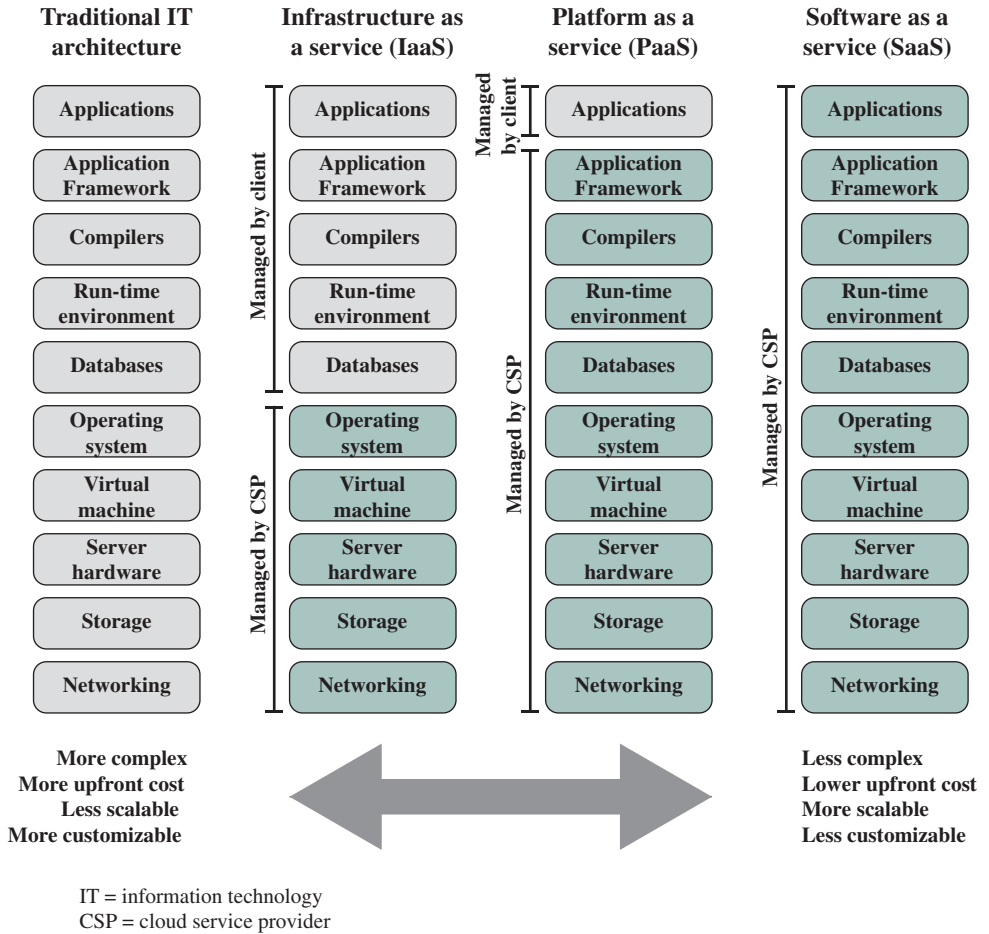 Traditional IT
architecture
Applications
Application
Framework
Compilers
Run-time
environment
Databases
Operating
system
Virtual
machine
Server
hardware
Storage
Networking
Infrastructure as
a service (IaaS)
Managed by client
Managed by CSP
Applications
Application
Framework
Compilers
Run-time
environment
Databases
Operating
system
Virtual
machine
Server
hardware
Storage
Networking
Platform as a
service (PaaS)
Managed
by client
Managed by CSP
Applications
Application
Framework
Compilers
Run-time
environment
Databases
Operating
system
Virtual
machine
Server
hardware
Storage
Networking
Software as a
service (SaaS)
Managed by CSP
Applications
Application
Framework
Compilers
Run-time
environment
Databases
Operating
system
Virtual
machine
Server
hardware
Storage
Networking
More complex
More upfront cost
Less scalable
More customizable
Less complex
Lower upfront cost
More scalable
Less customizable
IT = information technology
CSP = cloud service provider